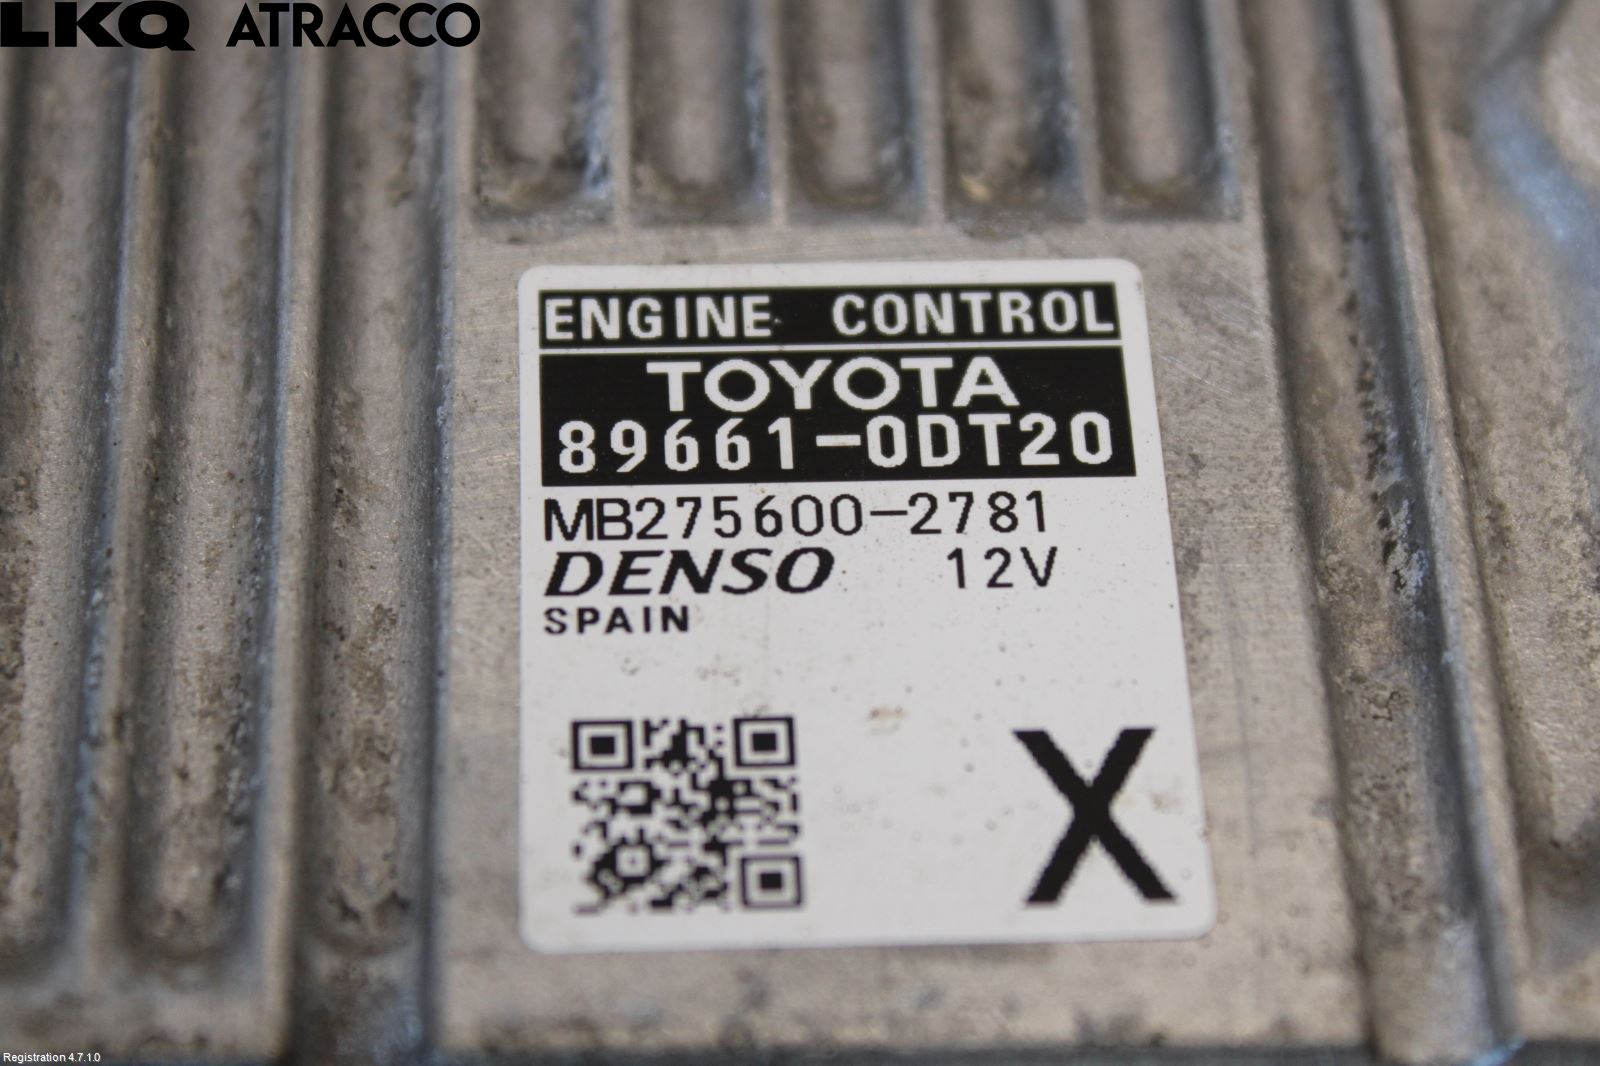 LKQ ATRACCO
ENGINE CONTROL
TOYOTA
89661-0DT20
MB275600-2781
DENSO 12V
SPAIN
X
Registration 4.7.1.0